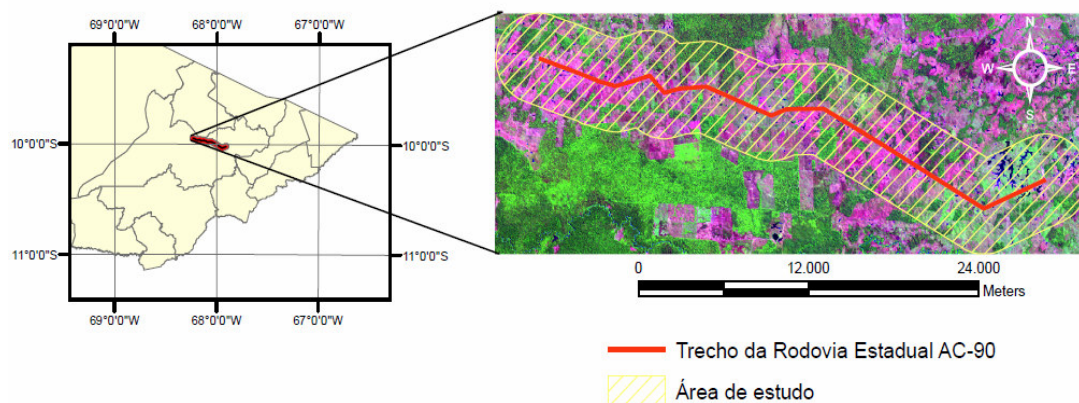 69°0'0"W 68°0'0"W 67°0'0"W
10°0'0"S 10°0'0"S
11°0'0"S 11°0'0"S
69°0'0"W 68°0'0"W 67°0'0"W
N
W E
S
0 12.000 24.000
Meters
Trecho da Rodovia Estadual AC-90
Área de estudo